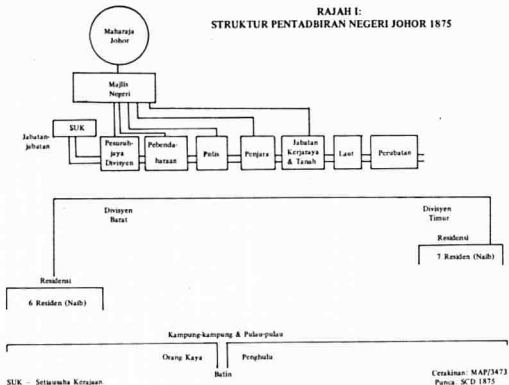 RAJAH I:
STRUKTUR PENTADBIRAN NEGERI JOHOR 1875
Maharaja
Johor
Majlis
Negeri
SUK
Jabatan-
jabatan
Pesuruh-
jaya
Divisyen
Pebenda-
haraan
Polis
Penjara
Jabatan
Kerjaraya
& Tanah
Laut
Perubatan
Divisyen
Barat
Divisyen
Timur
Residensi
7 Residen (Naib)
Residensi
6 Residen (Naib)
Kampung-kampung & Pulau-pulau
Orang Kaya
Penghulu
Batin
SUK – Setiausaha Kerajaan
Cetakinan: MAP/3473
Punca: SCD 1875